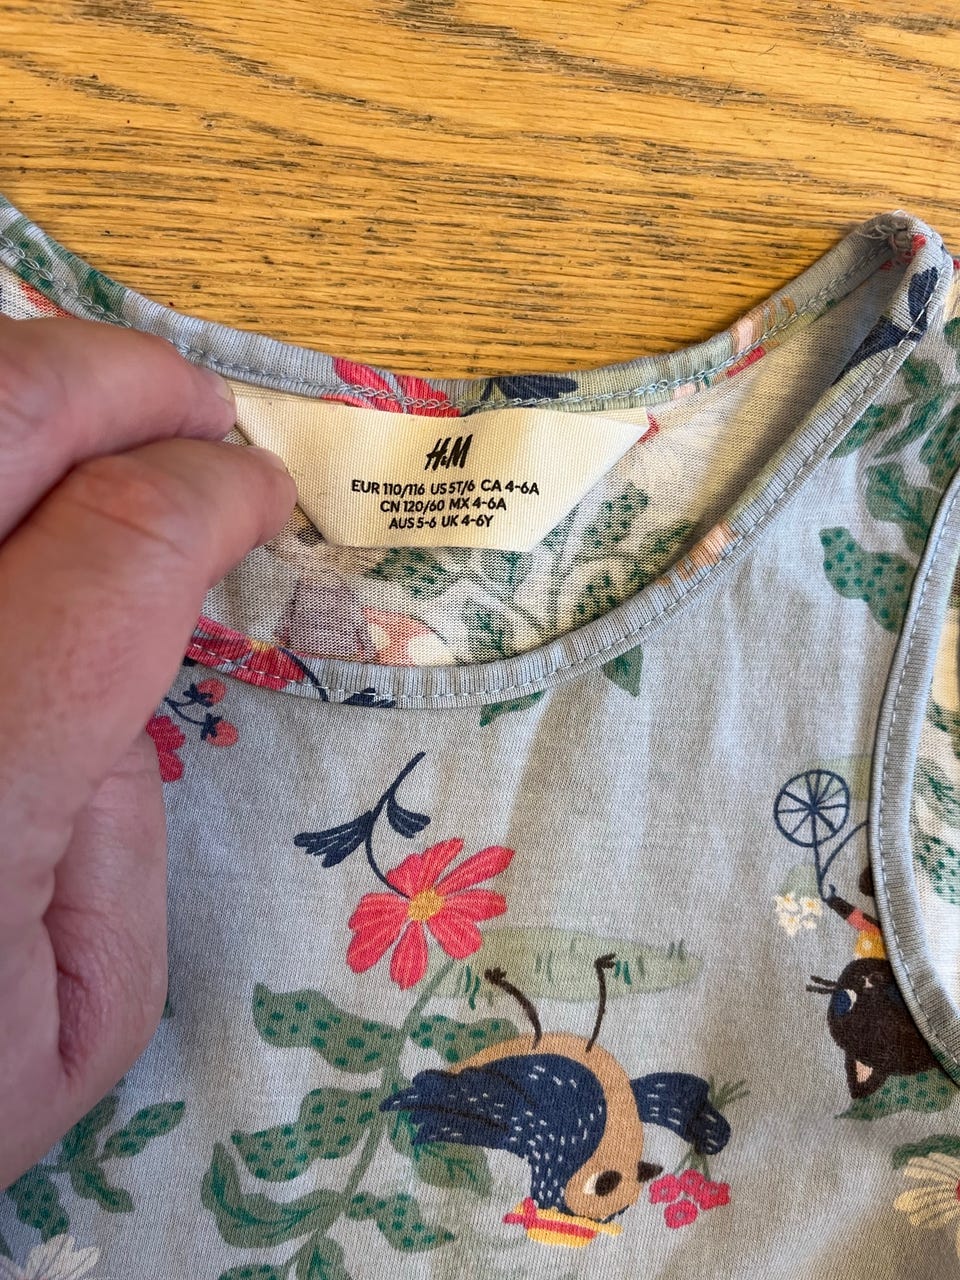 H&M
EUR 110/116 US 5T/6 CA 4-6A
CN 120/60 MX 4-6A
AUS 5-6 UK 4-6Y